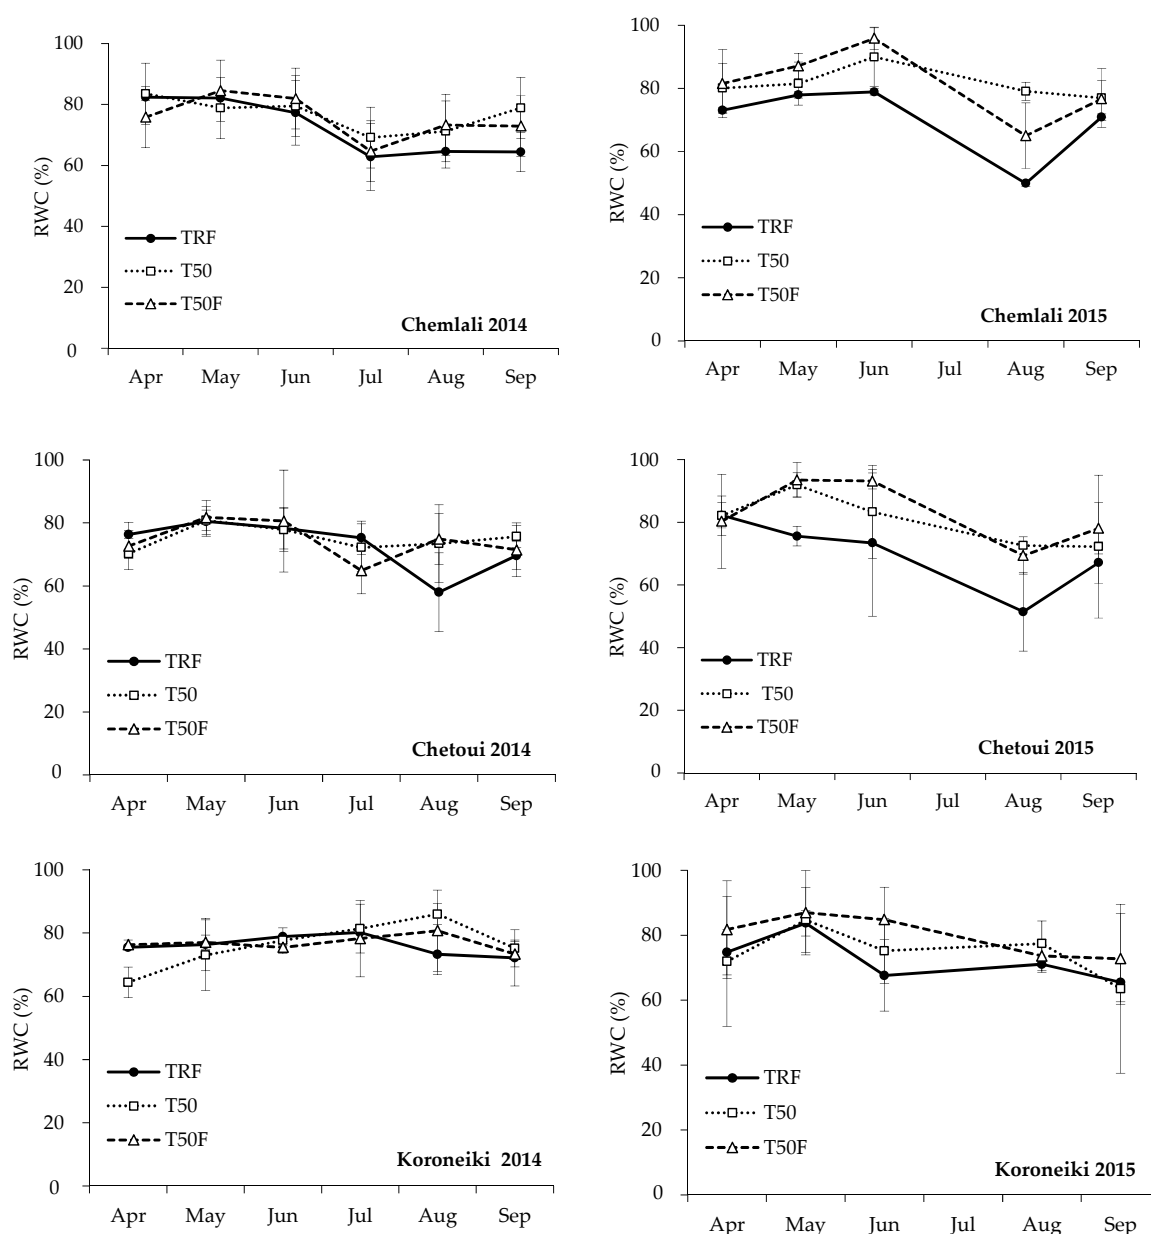 100
80
60
40
20
0
RWC (%)
TRF
T50
T50F
Chemlali 2014
Apr May Jun Jul Aug Sep
100
80
60
40
20
0
RWC (%)
TRF
T50
T50F
Chemlali 2015
Apr May Jun Jul Aug Sep
100
80
60
40
20
0
RWC (%)
TRF
T50
T50F
Chetoui 2014
Apr May Jun Jul Aug Sep
100
80
60
40
20
0
RWC (%)
TRF
T50
T50F
Chetoui 2015
Apr May Jun Jul Aug Sep
100
80
60
40
20
0
RWC (%)
TRF
T50
T50F
Koroneiki 2014
Apr May Jun Jul Aug Sep
100
80
60
40
20
0
RWC (%)
TRF
T50
T50F
Koroneiki 2015
Apr May Jun Jul Aug Sep